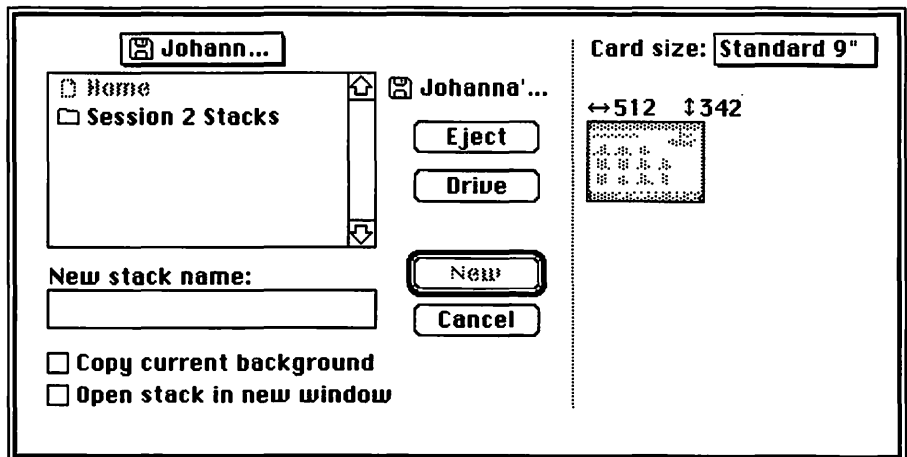 Johann...
Home
Session 2 Stacks
New stack name:
Copy current background
Open stack in new window
Johanna'...
Eject
Drive
New
Cancel
Card size: Standard 9"
↔512 ↕342